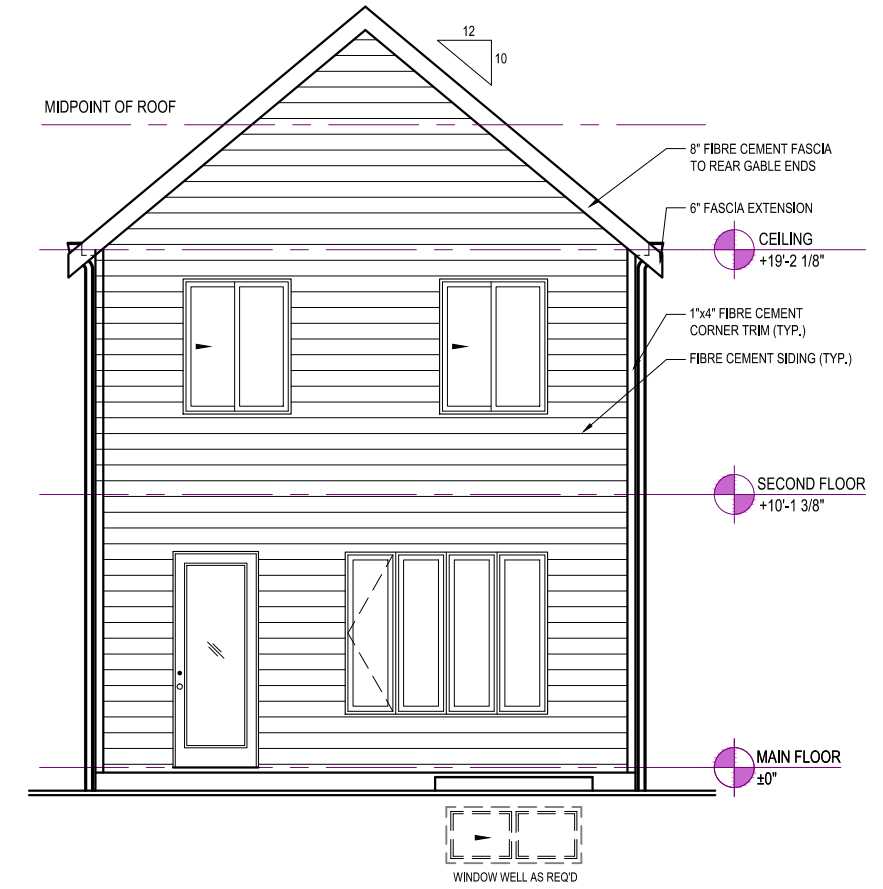 12
10
MIDPOINT OF ROOF
8" FIBRE CEMENT FASCIA
TO REAR GABLE ENDS
6" FASCIA EXTENSION
CEILING
+19'-2 1/8"
1"x4" FIBRE CEMENT
CORNER TRIM (TYP.)
FIBRE CEMENT SIDING (TYP.)
SECOND FLOOR
+10'-1 3/8"
MAIN FLOOR
±0"
WINDOW WELL AS REQ'D